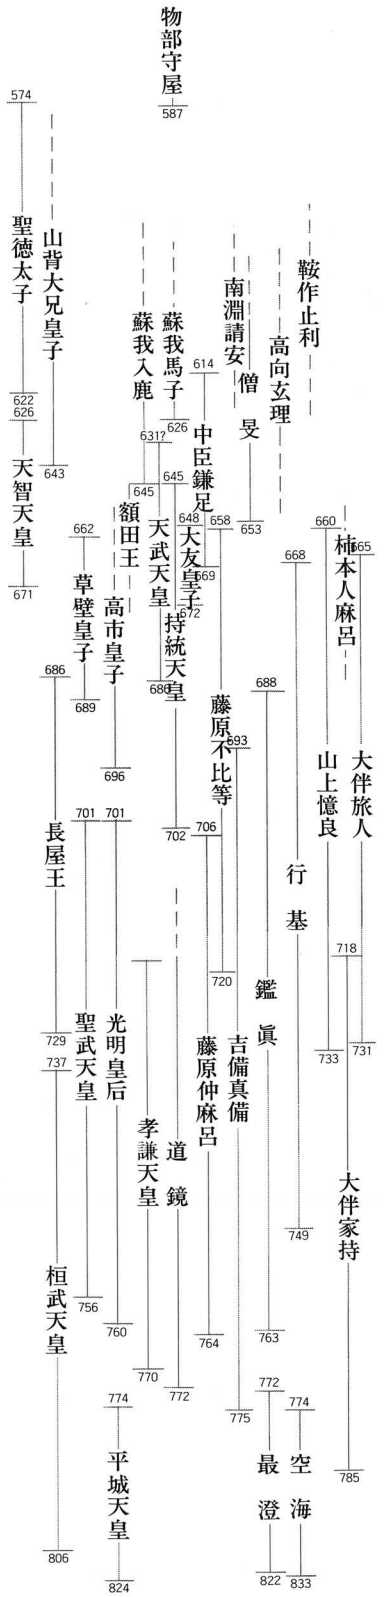 物部守屋
587
574
聖徳太子
622
山背大兄皇子
643
蘇我入鹿
645
蘇我馬子
626
南淵請安
僧旻
653
高向玄理
鞍作止利
614
中臣鎌足
669
626
天智天皇
671
631?
天武天皇
686
645
持統天皇
702
648
大友皇子
672
額田王
662
草壁皇子
689
高市皇子
696
658
藤原不比等
720
660
山上憶良
733
柿本人麻呂
665
大伴旅人
731
668
行基
749
686
長屋王
729
688
鑑眞
763
693
吉備真備
775
701
聖武天皇
756
701
光明皇后
760
706
藤原仲麻呂
764
孝謙天皇
770
道鏡
772
718
大伴家持
785
737
桓武天皇
806
774
平城天皇
824
772
最澄
822
774
空海
833